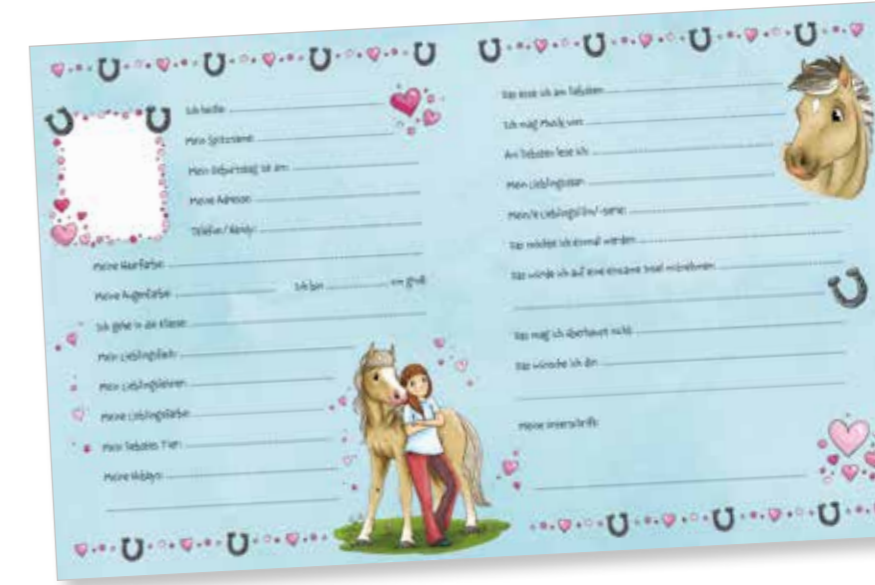 Ich heiße:
Mein Spitzname:
Mein Geburtstag ist am:
Meine Adresse:
Telefon/Handy:
Meine Haarfarbe:
Meine Augenfarbe: Ich bin cm groß
Ich gehe in die Klasse:
Mein Lieblingsfach:
Mein Lieblingslehrer:
Meine Lieblingsfarbe:
Mein liebstes Tier:
Meine Hobbys:
Das esse ich am liebsten:
Ich mag Musik von:
Am liebsten lese ich:
Mein Lieblingsstar:
Mein/e Lieblingsfilm/-serie:
Das möchte ich einmal werden:
Das würde ich auf eine einsame Insel mitnehmen:
Das mag ich überhaupt nicht:
Das wünsche ich dir:
Meine Unterschrift: